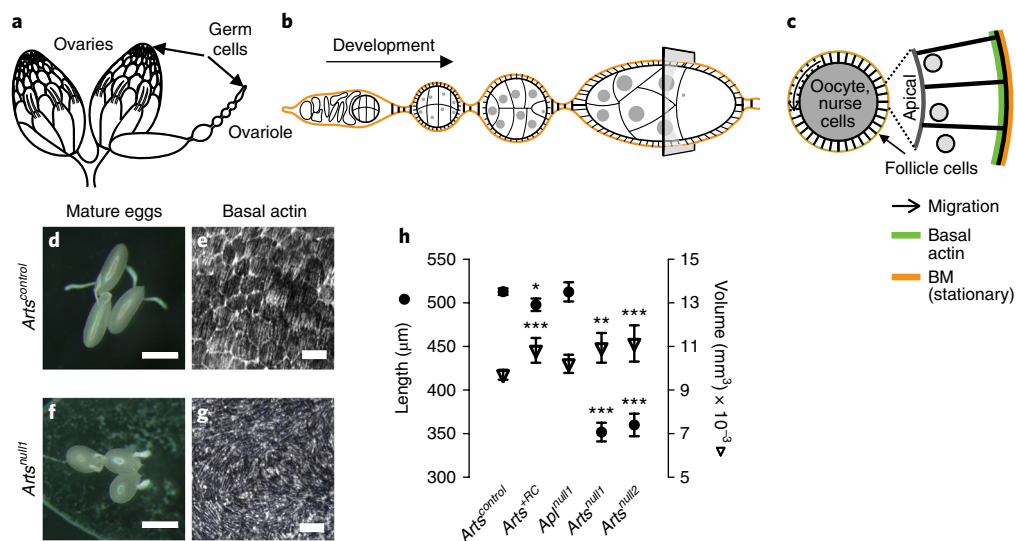 a
Ovaries
Germ
cells
Ovariole
b
Development
c
Oocyte,
nurse
cells
Apical
Follicle cells
Migration
Basal
actin
BM
(stationary)
Mature eggs
Basal actin
Arts^control
d
e
Arts^null1
f
g
h
Length (μm)
550
500
450
400
350
300
*
***
**
***
***
***
15
13
11
9
7
5
Volume (mm³) × 10⁻³
Arts^control
Arts^+RC
Apl^null1
Arts^null1
Arts^null2